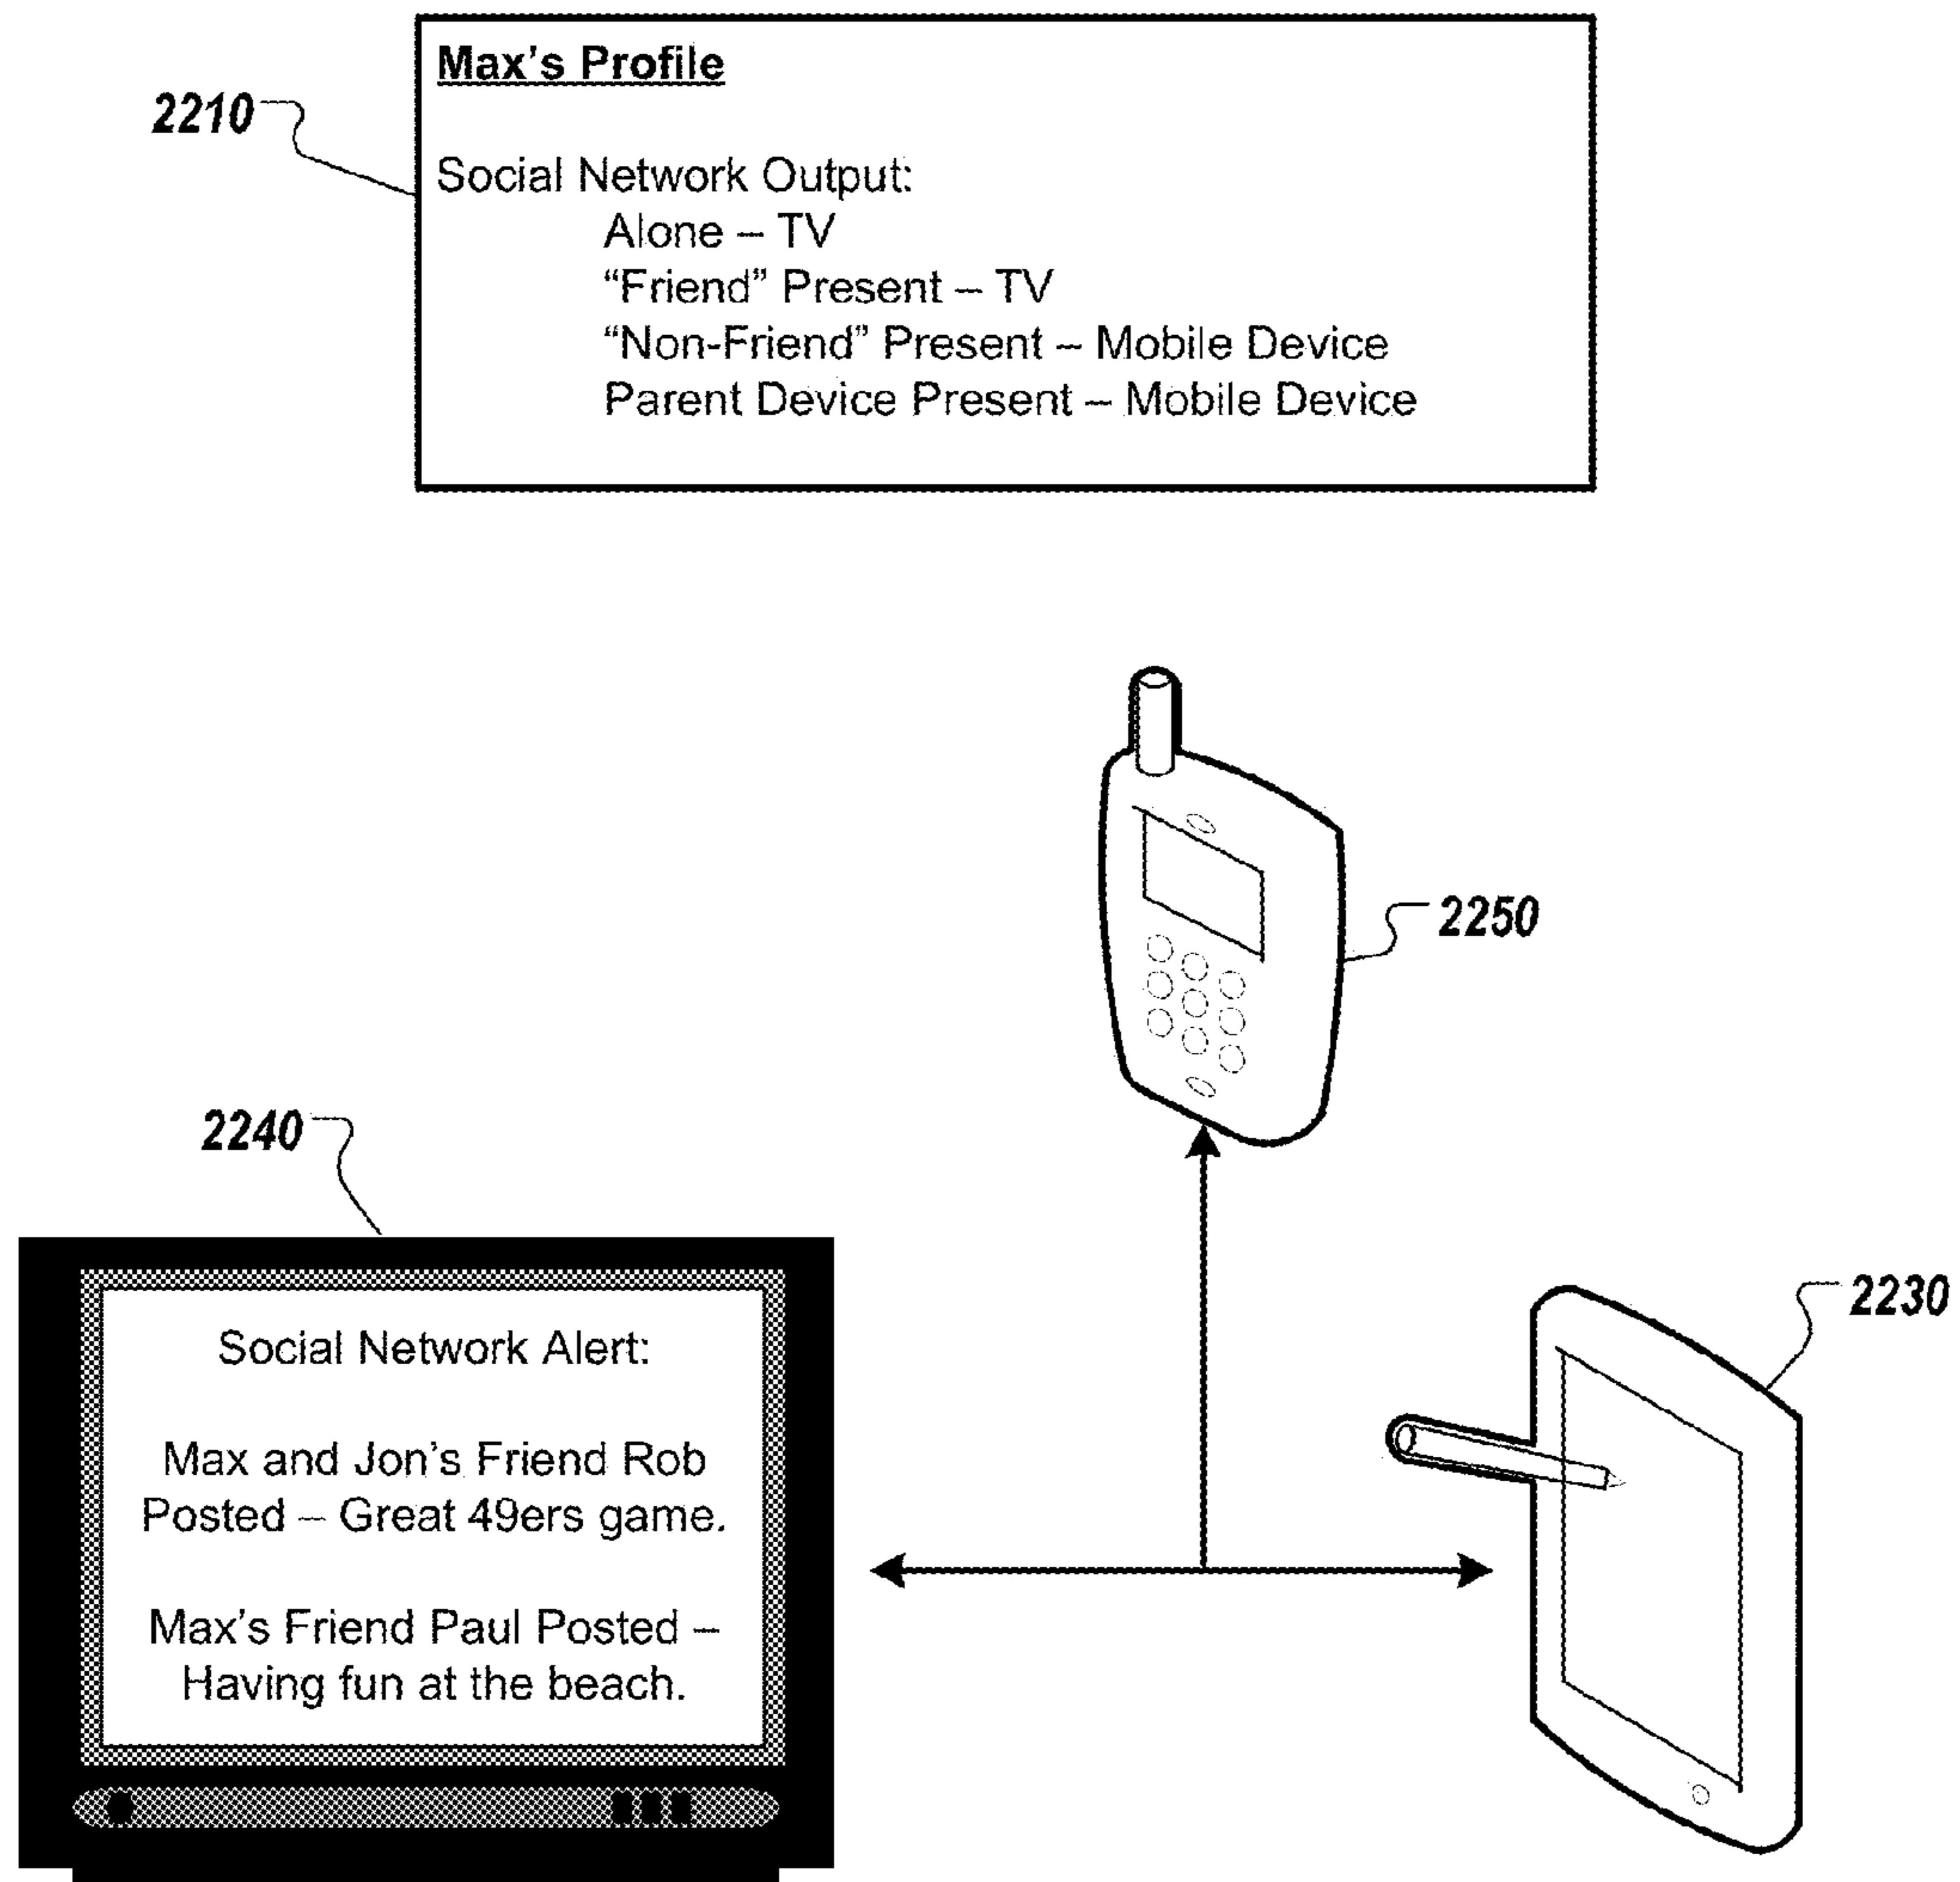 Max's Profile
2210
Social Network Output:
Alone – TV
“Friend” Present – TV
“Non-Friend” Present – Mobile Device
Parent Device Present – Mobile Device
2250
2240
2230
Social Network Alert:
Max and Jon's Friend Rob
Posted – Great 49ers game.
Max's Friend Paul Posted –
Having fun at the beach.